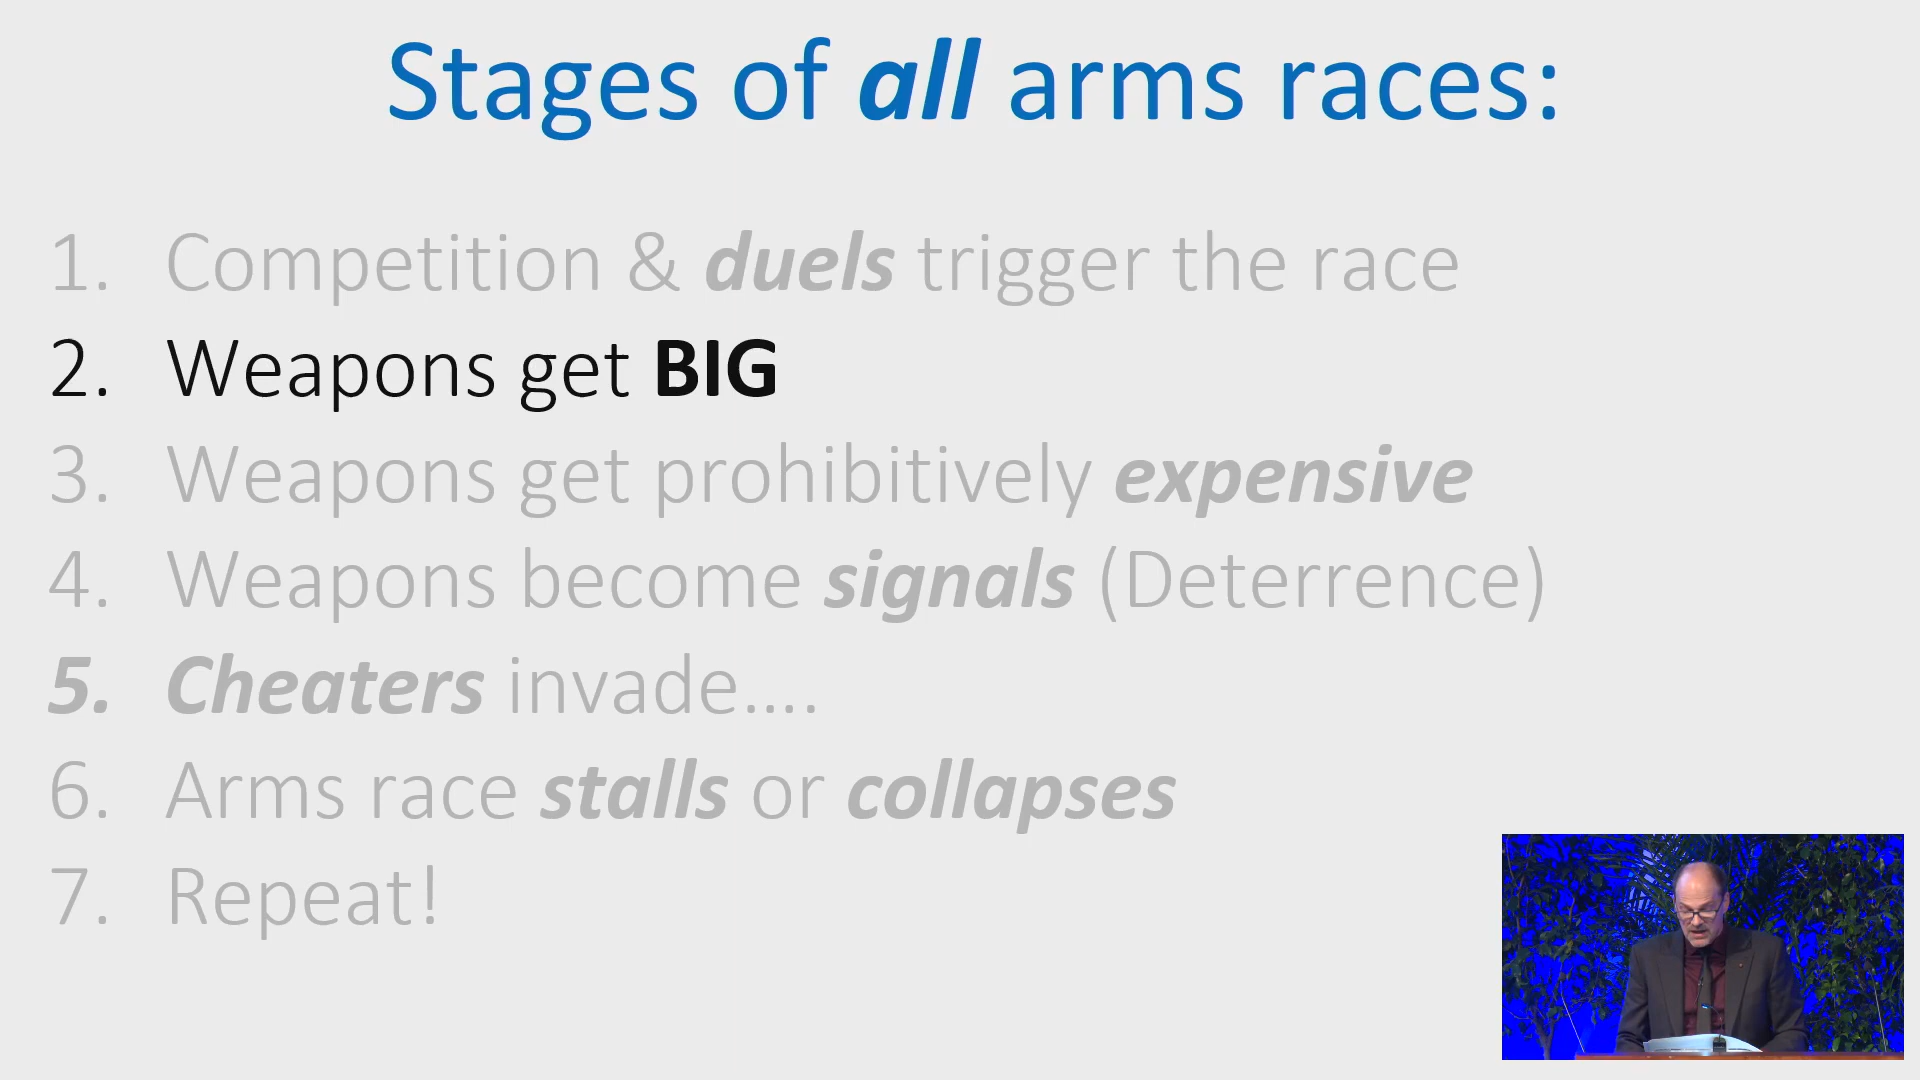 Stages of all arms races:
1. Competition & duels trigger the race
2. Weapons get BIG
3. Weapons get prohibitively expensive
4. Weapons become signals (Deterrence)
5. Cheaters invade....
6. Arms race stalls or collapses
7. Repeat!